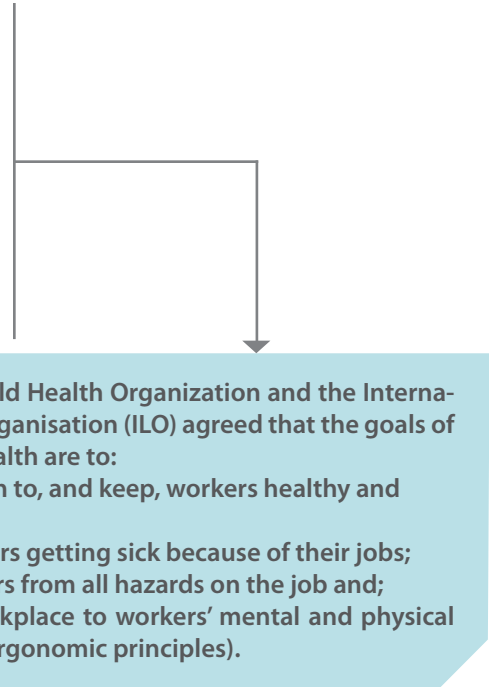 ld Health Organization and the Interna-
ganisation (ILO) agreed that the goals of
alth are to:
n to, and keep, workers healthy and
rs getting sick because of their jobs;
rs from all hazards on the job and;
kplace to workers’ mental and physical
rgonomic principles).